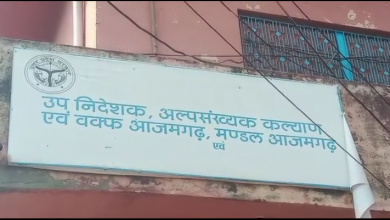 उप निदेशक, अल्पसंख्यक कल्याण
एवं वक्फ आजमगढ़, मण्डल आजमगढ़
एवं